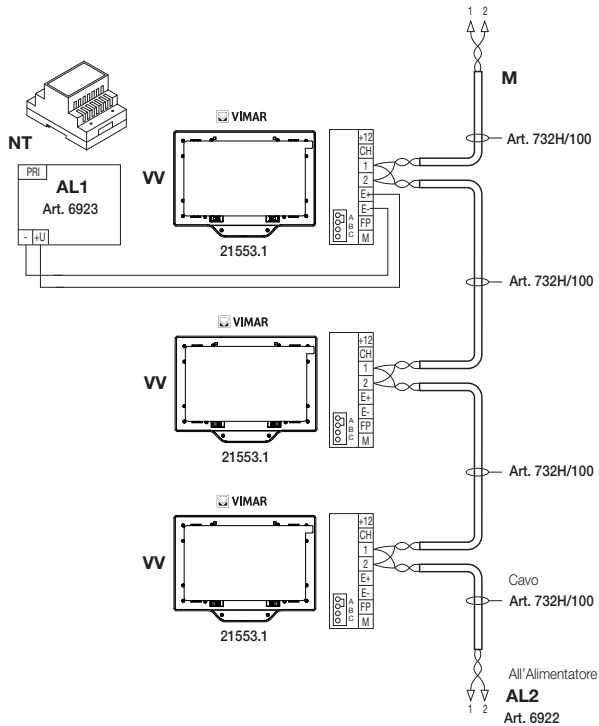 1 2
M
Art. 732H/100
NT
PRI
AL1
Art. 6923
- +U
VIMAR
VV
21553.1
+12
CH
1
2
E+
E-
FP
M
A
B
C
Art. 732H/100
VIMAR
VV
21553.1
+12
CH
1
2
E+
E-
FP
M
A
B
C
Art. 732H/100
VIMAR
VV
21553.1
+12
CH
1
2
E+
E-
FP
M
A
B
C
Cavo
Art. 732H/100
All'Alimentatore
1 2
AL2
Art. 6922